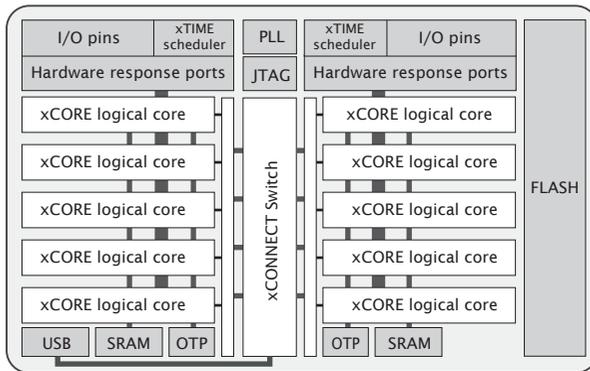 I/O pins
xTIME
scheduler
PLL
xTIME
scheduler
I/O pins
Hardware response ports
JTAG
Hardware response ports
xCORE logical core
xCORE logical core
xCORE logical core
xCORE logical core
xCORE logical core
xCONNECT Switch
xCORE logical core
xCORE logical core
xCORE logical core
xCORE logical core
xCORE logical core
FLASH
USB
SRAM
OTP
OTP
SRAM